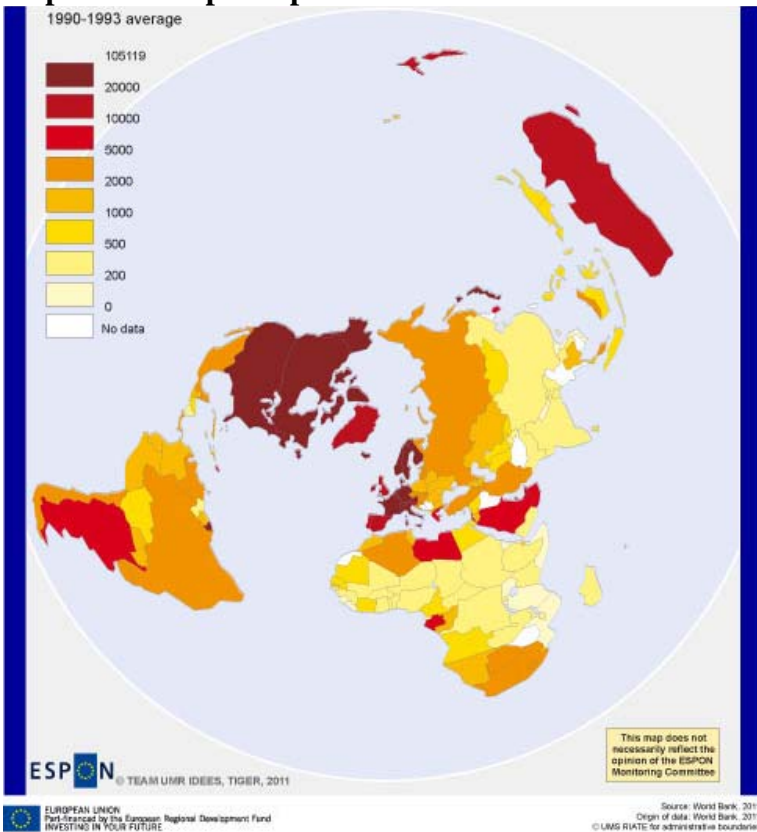 1990-1993 average
105119
20000
10000
5000
2000
1000
500
200
0
No data
This map does not
necessarily reflect the
opinion of the ESPON
Monitoring Committee
ESPON © TEAM UMR IDEES, TIGER, 2011
EUROPEAN UNION
Part-financed by the European Regional Development Fund
INVESTING IN YOUR FUTURE
Source: World Bank, 201
Origin of data: World Bank, 201
© UMS RIATE for administrative boundarie